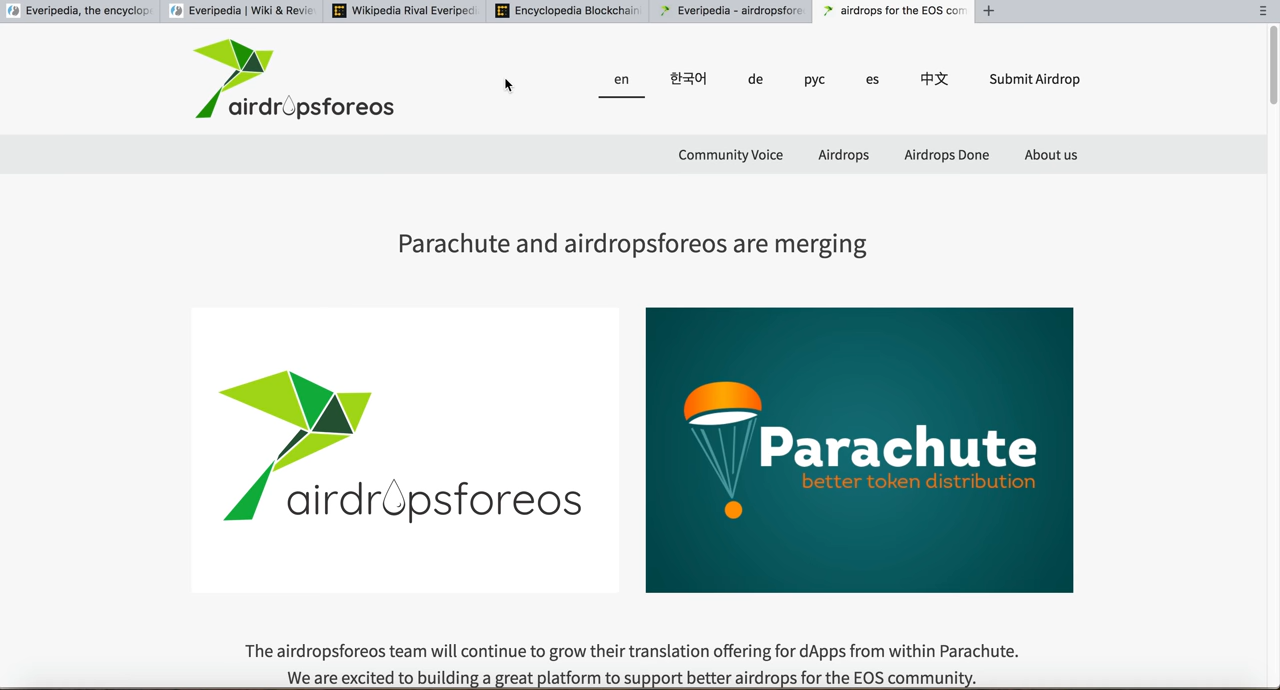 Everipedia, the encyclope
Everipedia | Wiki & Revie
Wikipedia Rival Everipedi
Encyclopedia Blockchain
Everipedia - airdropsfore
airdrops for the EOS com
airdropsforeos
en 한국어 de рус es 中文 Submit Airdrop
Community Voice Airdrops Airdrops Done About us
Parachute and airdropsforeos are merging
airdropsforeos
Parachute
better token distribution
The airdropsforeos team will continue to grow their translation offering for dApps from within Parachute.
We are excited to building a great platform to support better airdrops for the EOS community.